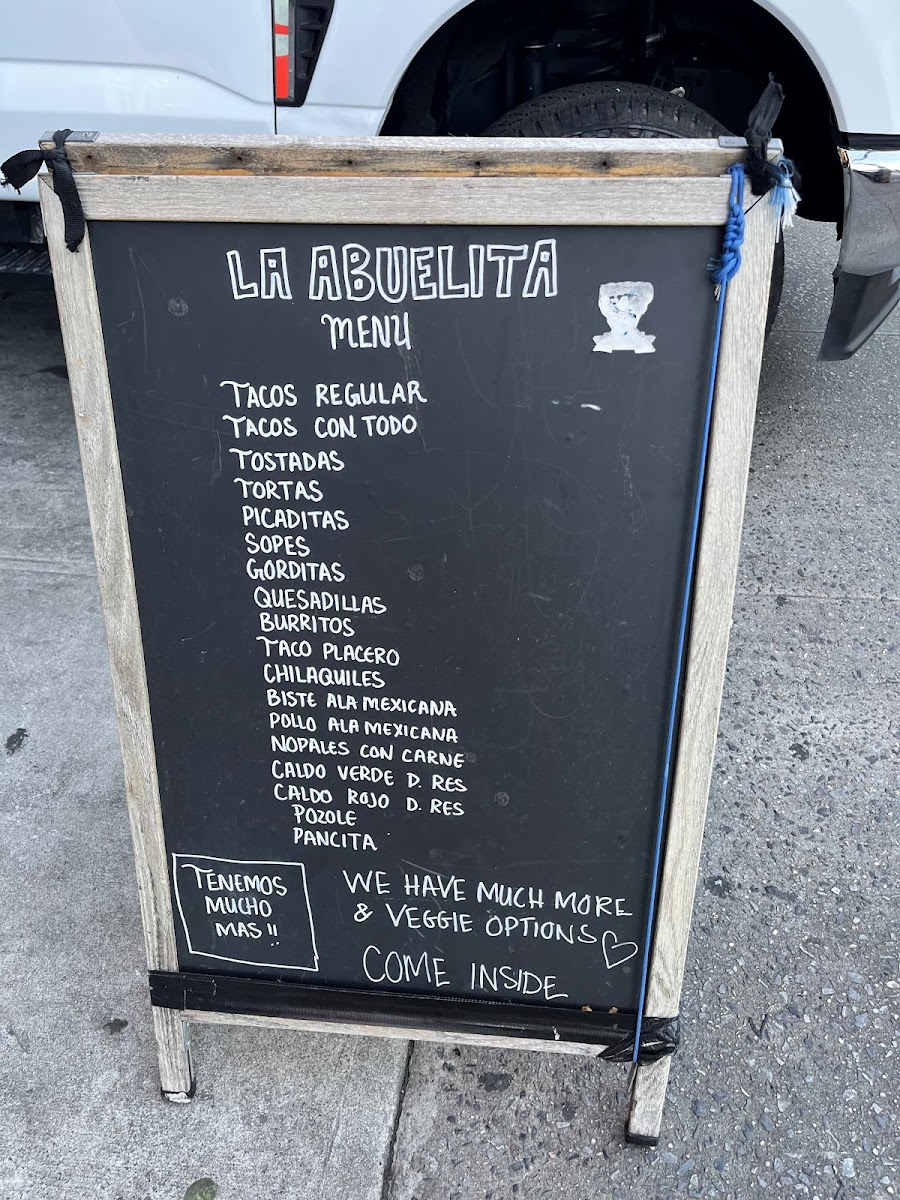 LA ABUELITA
MENU
TACOS REGULAR
TACOS CON TODO
TOSTADAS
TORTAS
PICADITAS
SOPES
GORDITAS
QUESADILLAS
BURRITOS
TACO PLACERO
CHILAQUILES
BISTE ALA MEXICANA
POLLO ALA MEXICANA
NOPALES CON CARNE
CALDO VERDE D. RES
CALDO ROJO D. RES
POZOLE
PANCITA
TENEMOS
MUCHO
MAS!!
WE HAVE MUCH MORE
& VEGGIE OPTIONS♡
COME INSIDE